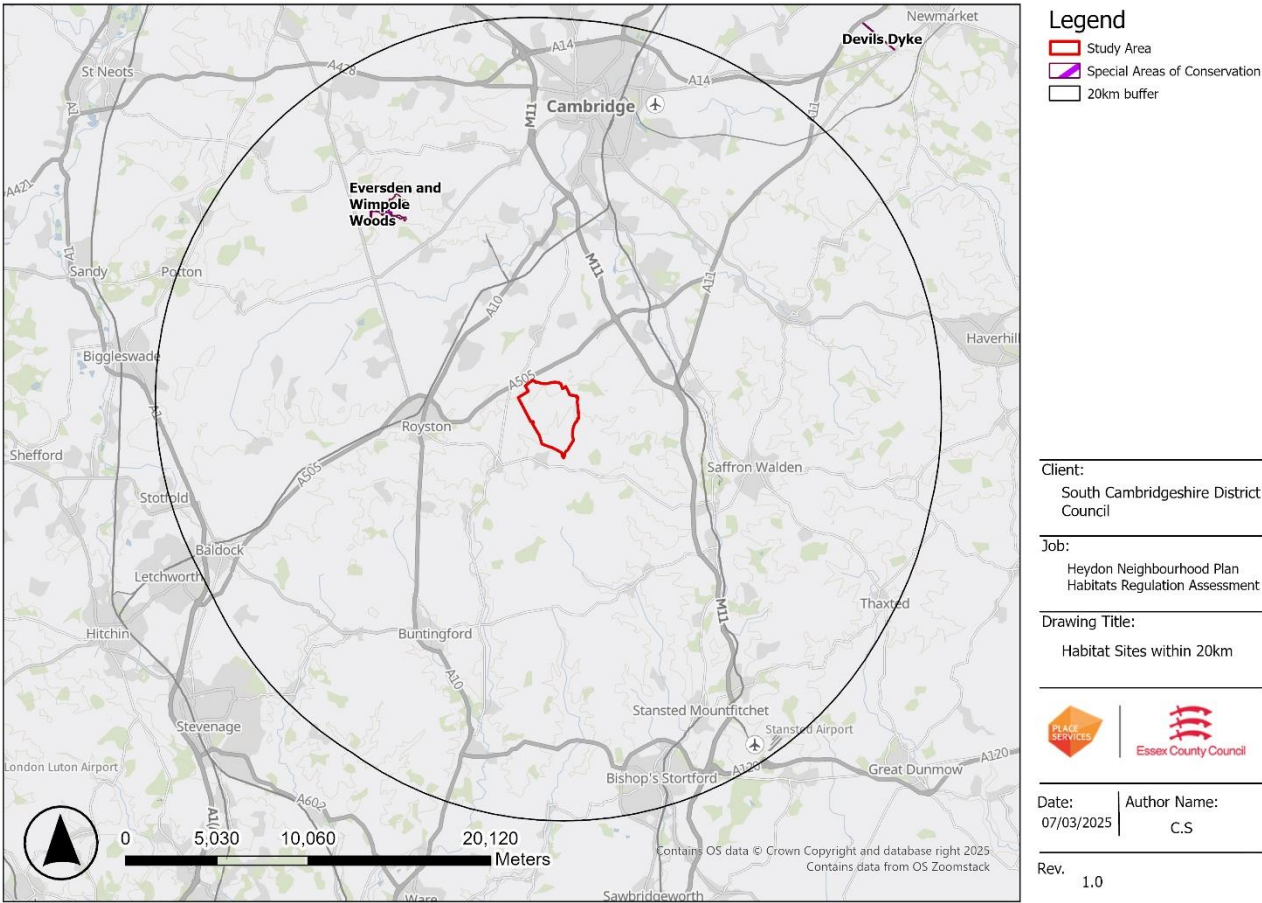 Newmarket
Devils Dyke
A14
St Neots
A428
A14
A1
Cambridge
M11
A11
A421
Eversden and
Wimpole
Woods
A1
M11
Sandy
Potton
A11
A10
Haverhill
Biggleswade
A505
A1
Royston
Shefford
Saffron Walden
A505
Stotfold
Baldock
Letchworth
M11
Thaxted
Hitchin
Buntingford
A10
Stansted Mountfitchet
Stevenage
Stansted Airport
London Luton Airport
A120
Great Dunmow
Bishop's Stortford
A120
A602
A1(
0 5,030 10,060 20,120
Meters
Contains OS data © Crown Copyright and database right 2025
Contains data from OS Zoomstack
Ware
Sawbridgeworth
Legend
Study Area
Special Areas of Conservation
20km buffer
Client:
South Cambridgeshire District
Council
Job:
Heydon Neighbourhood Plan
Habitats Regulation Assessment
Drawing Title:
Habitat Sites within 20km
PLACE
SERVICES
Essex County Council
Date:
07/03/2025
Author Name:
C.S
Rev.
1.0